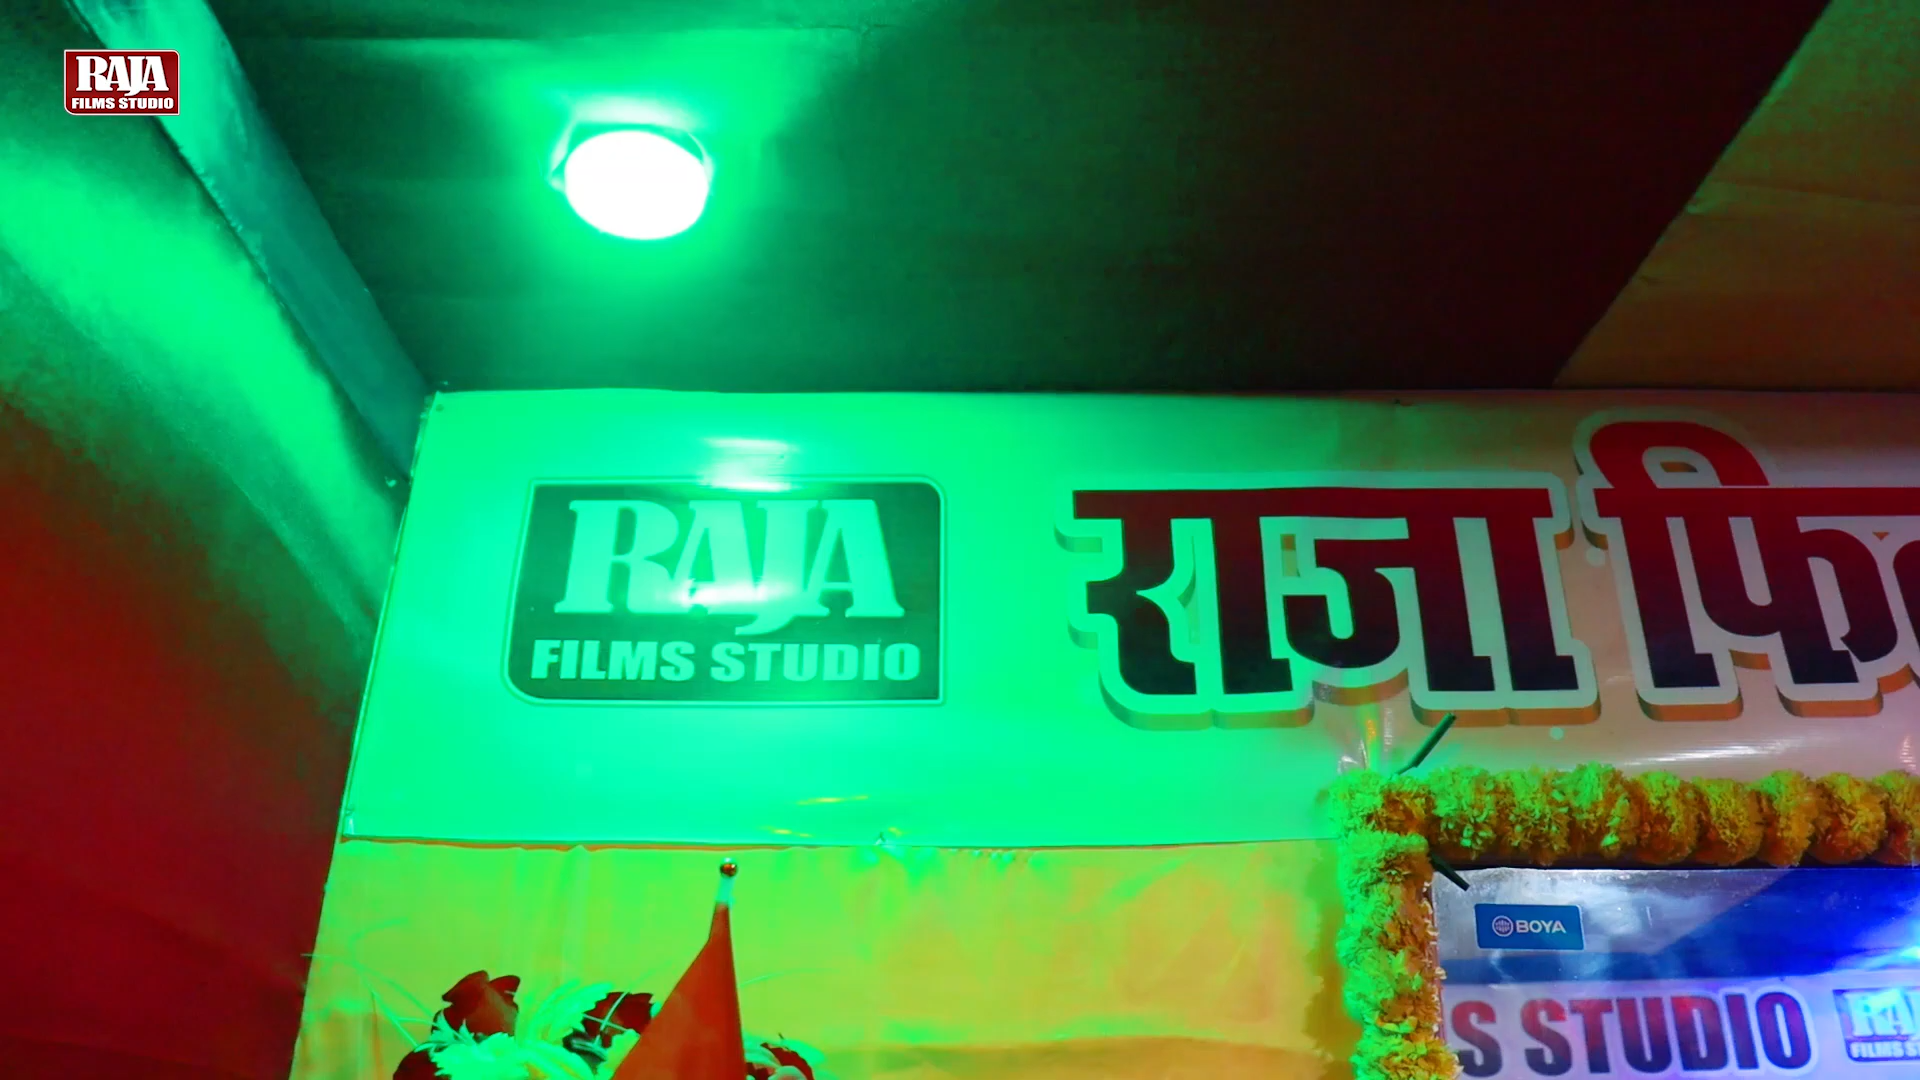 RAJA
FILMS STUDIO
RAJA
FILMS STUDIO
राजा
BOYA
STUDIO